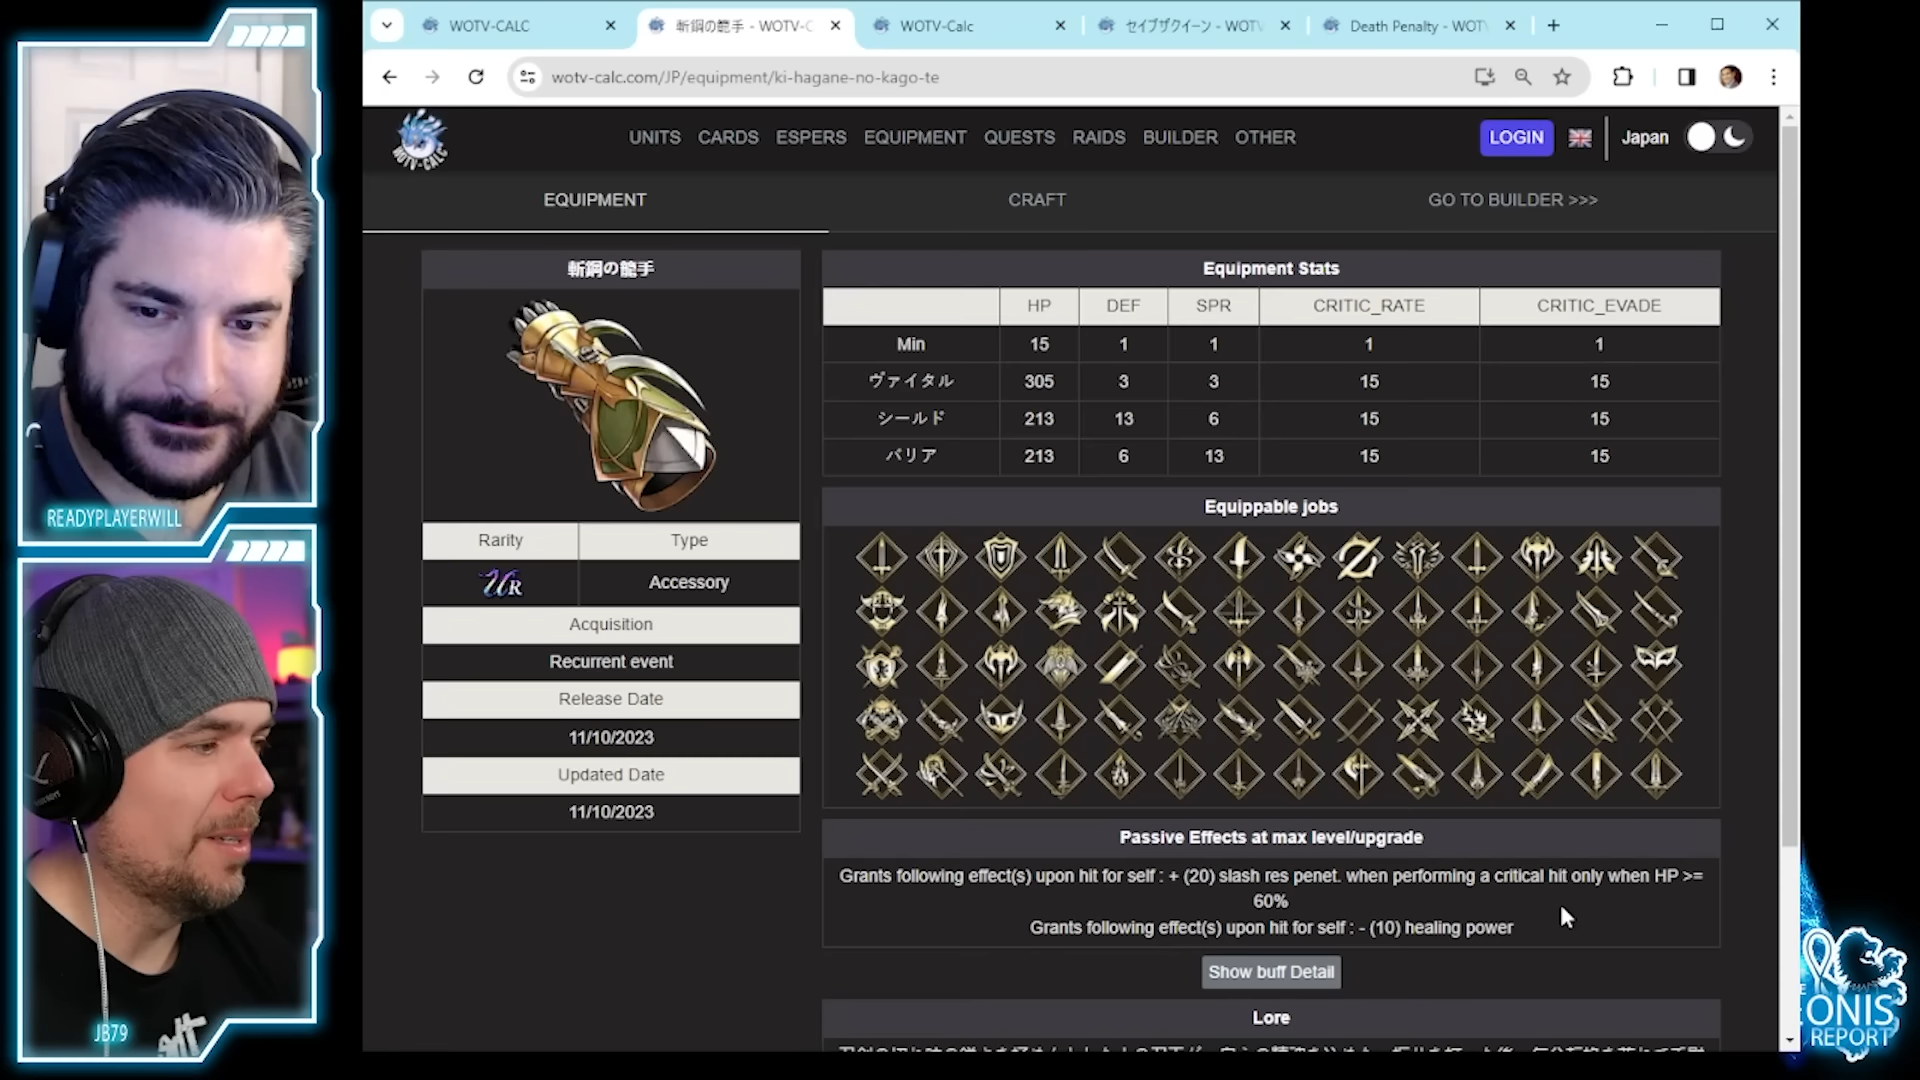 WOTV-CALC
斬鋼の籠手 - WOTV-C
WOTV-Calc
セイブザクイーン - WOTV
Death Penalty - WOTV
wotv-calc.com/JP/equipment/ki-hagane-no-kago-te
WOTV-CALC
UNITS CARDS ESPERS EQUIPMENT QUESTS RAIDS BUILDER OTHER
LOGIN
Japan
EQUIPMENT
CRAFT
GO TO BUILDER >>>
斬鋼の籠手
Rarity Type
UR Accessory
Acquisition
Recurrent event
Release Date
11/10/2023
Updated Date
11/10/2023
Equipment Stats
HP DEF SPR CRITIC_RATE CRITIC_EVADE
Min 15 1 1 1 1
ヴァイタル 305 3 3 15 15
シールド 213 13 6 15 15
バリア 213 6 13 15 15
Equippable jobs
Passive Effects at max level/upgrade
Grants following effect(s) upon hit for self : + (20) slash res penet. when performing a critical hit only when HP >=
60%
Grants following effect(s) upon hit for self : - (10) healing power
Show buff Detail
Lore
READYPLAYERWILL
JB79
ONIS
REPORT